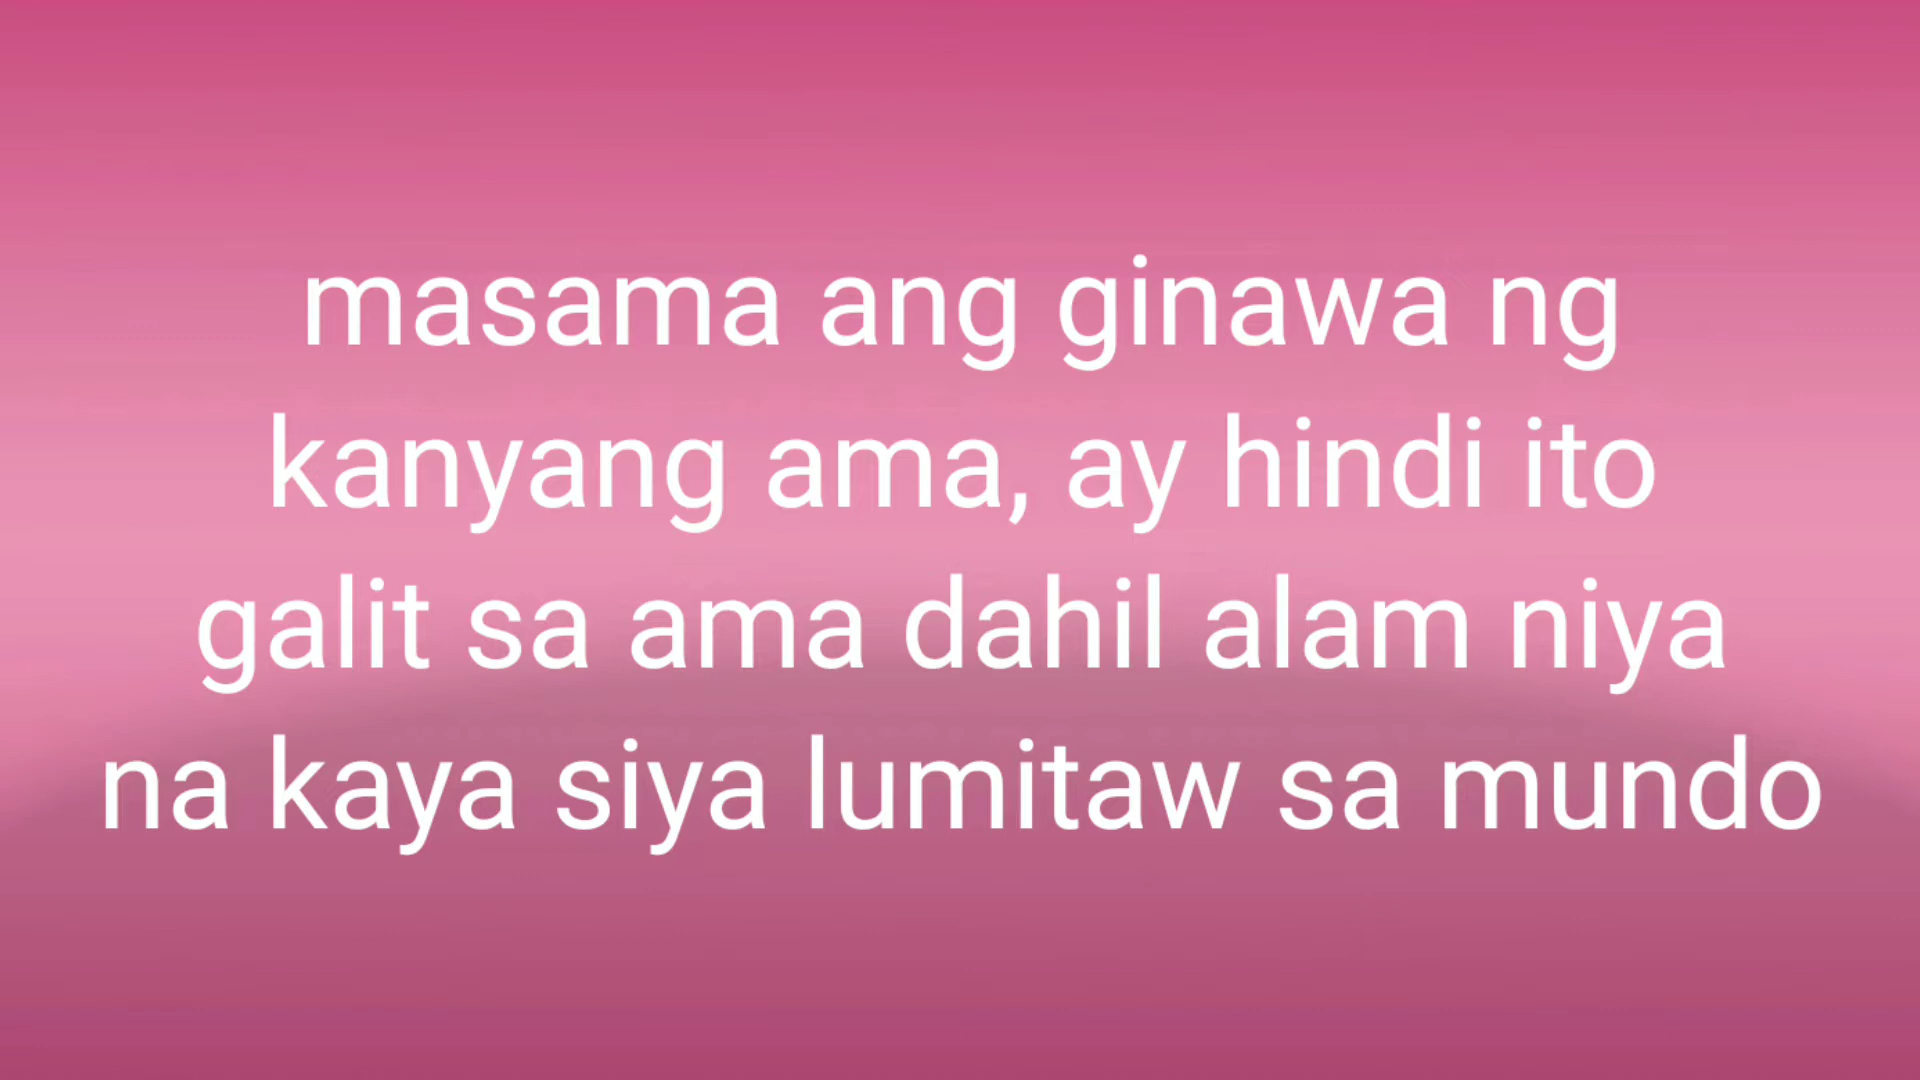 masama ang ginawa ng
kanyang ama, ay hindi ito
galit sa ama dahil alam niya
na kaya siya lumitaw sa mundo